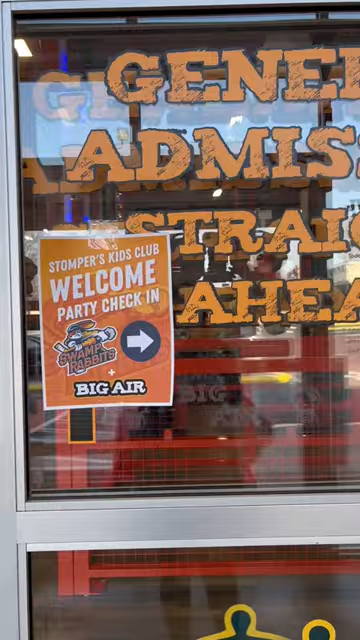 GENE
ADMIS
STRAIG
AHEA
STOMPER'S KIDS CLUB
WELCOME
PARTY CHECK IN
SWAMP
RABBITS
+
BIG AIR